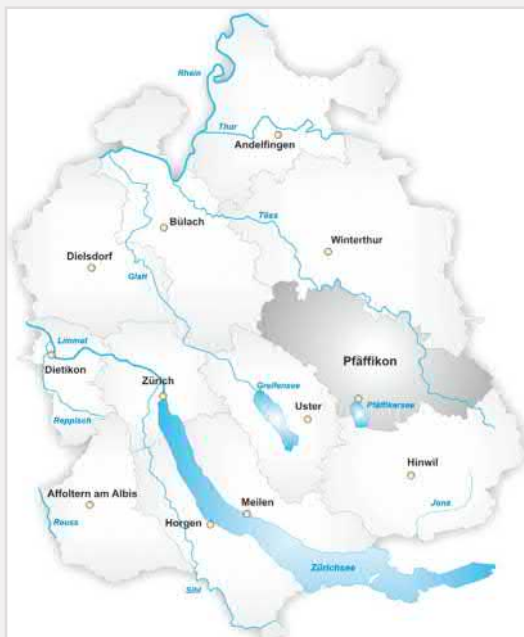 Rhein
Thur
Andelfingen
Bülach
Töss
Winterthur
Dielsdorf
Glatt
Limmat
Dietikon
Pfäffikon
Zürich
Greifensee
Pfäffikersee
Uster
Reppisch
Hinwil
Affoltern am Albis
Meilen
Jona
Reuss
Horgen
Zürichsee
Sihl